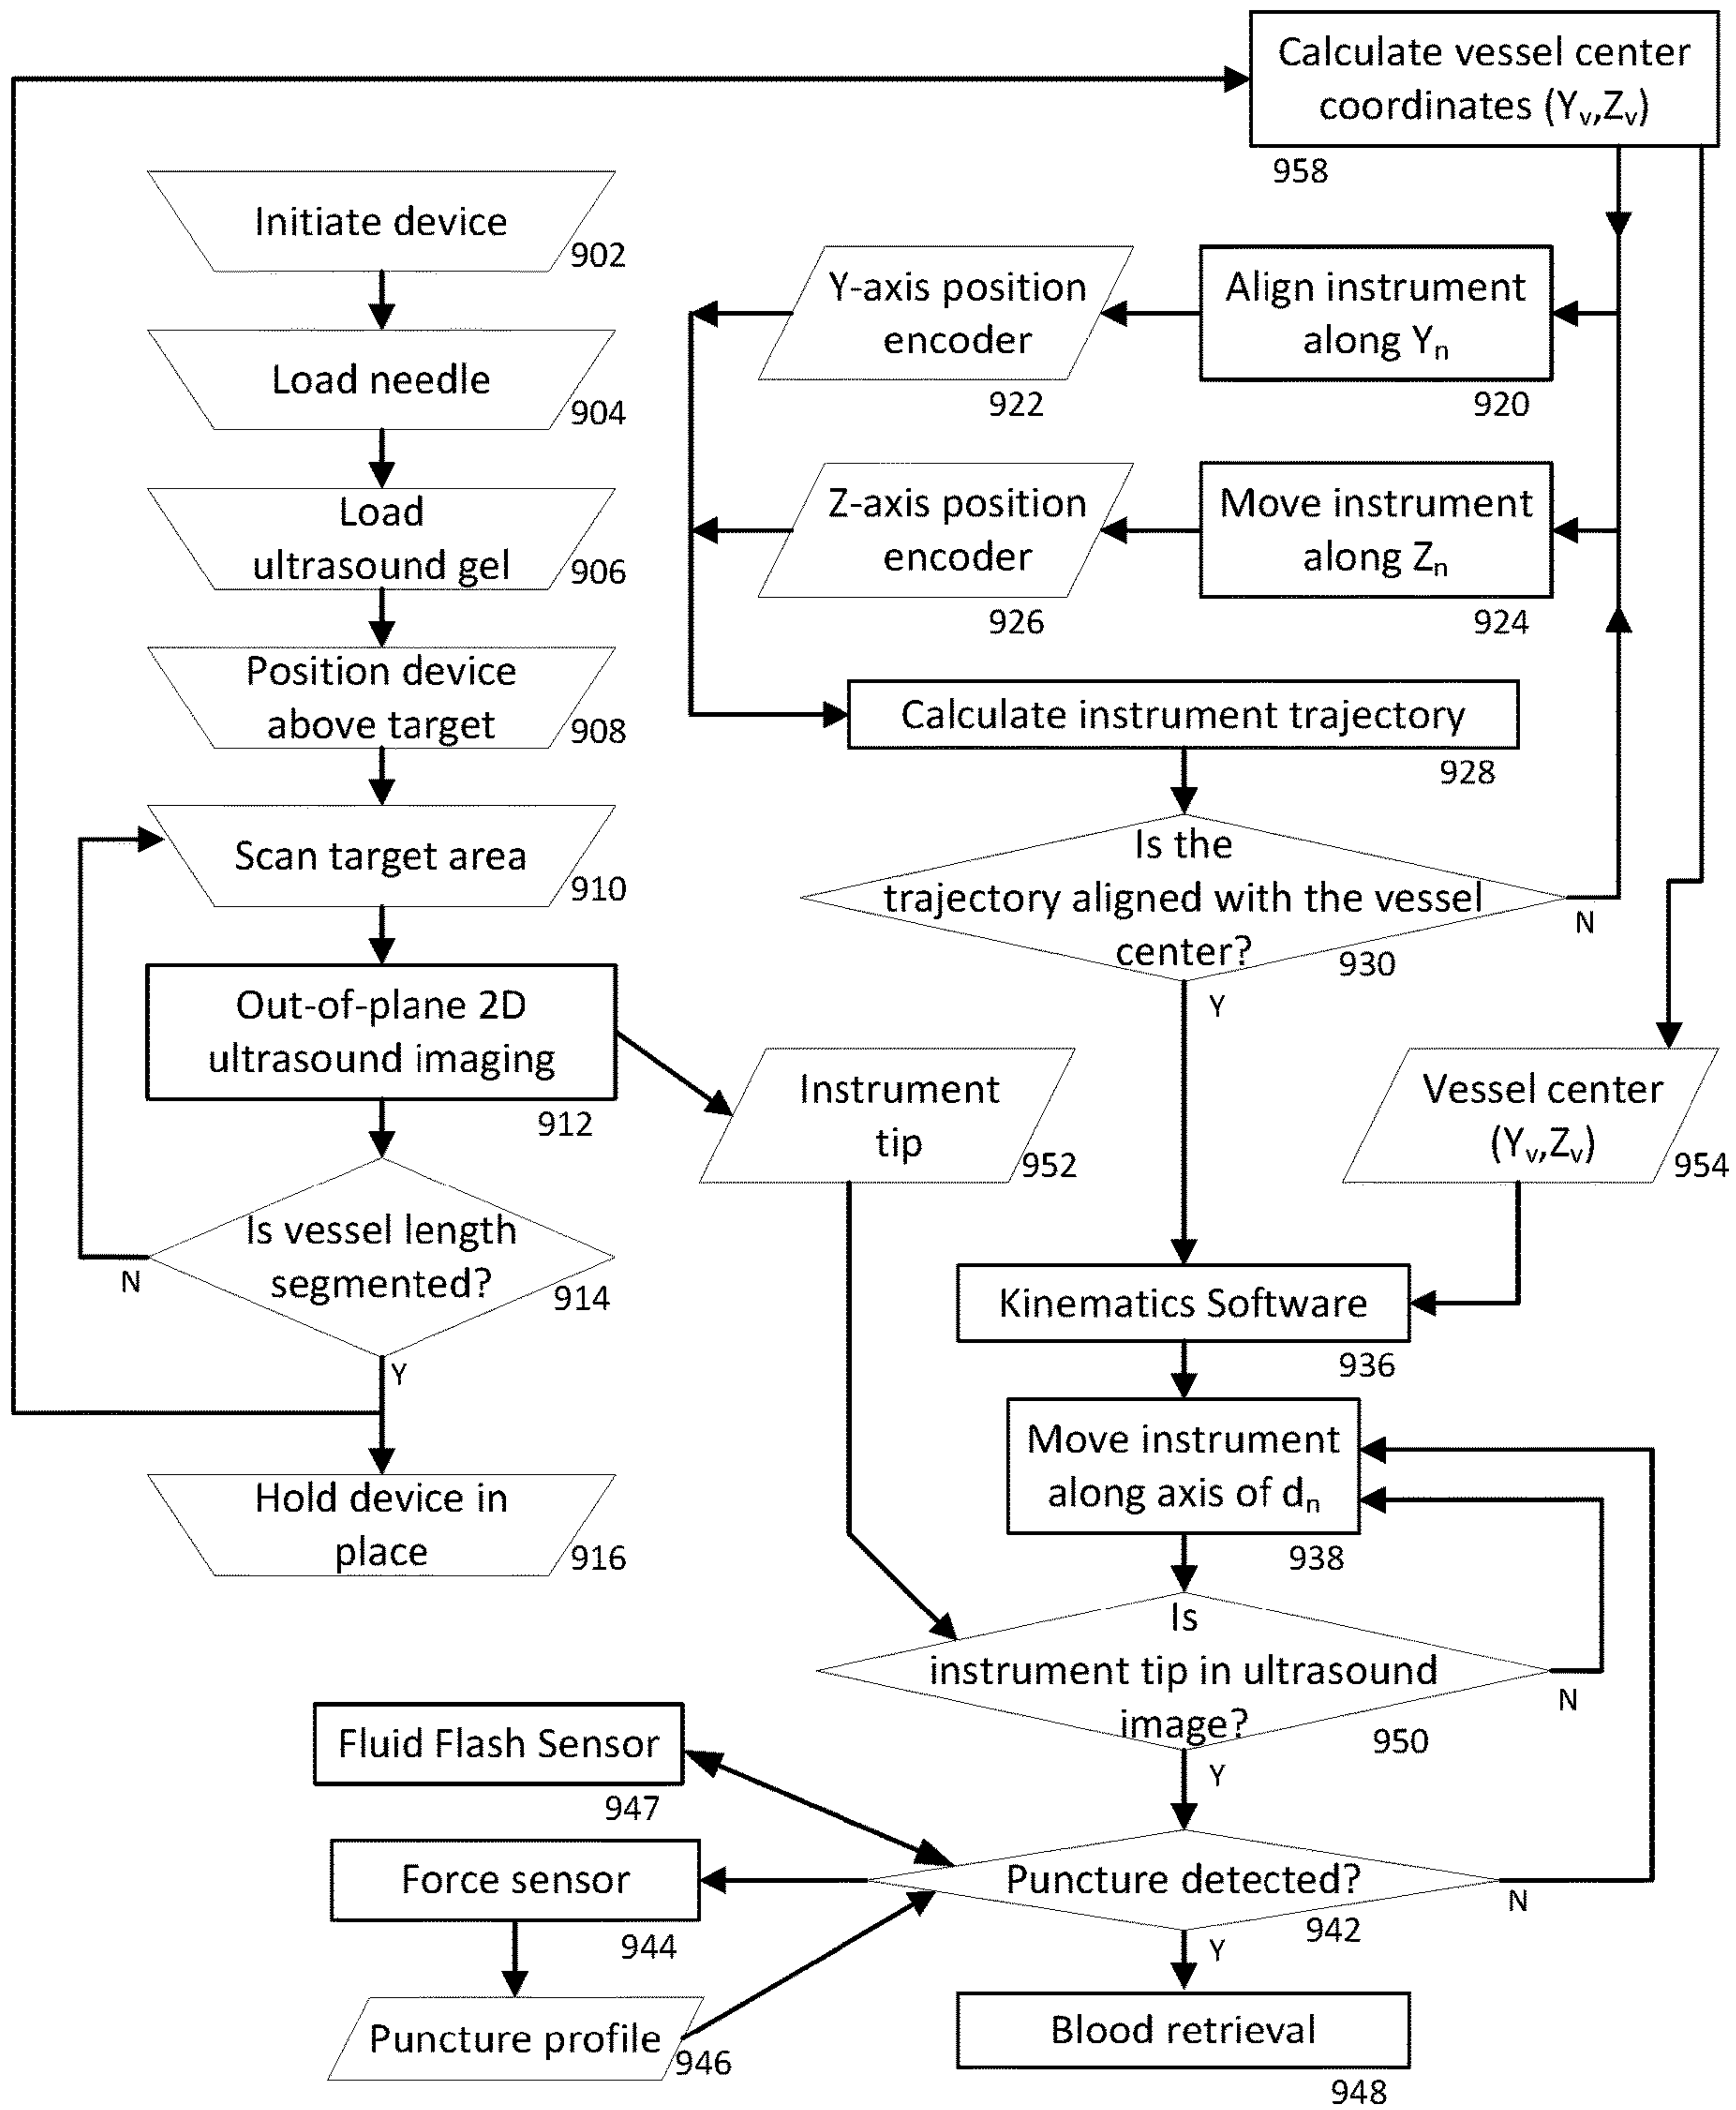 Calculate vessel center
coordinates (Yv,Zv)
958
Initiate device
902
Load needle
904
Load
ultrasound gel
906
Position device
above target
908
Scan target area
910
Out-of-plane 2D
ultrasound imaging
912
Is vessel length
segmented?
914
N
Y
Hold device in
place
916
Y-axis position
encoder
922
Align instrument
along Yn
920
Z-axis position
encoder
926
Move instrument
along Zn
924
Calculate instrument trajectory
928
Is the
trajectory aligned with the vessel
center?
930
N
Y
Instrument
tip
952
Vessel center
(Yv,Zv)
954
Kinematics Software
936
Move instrument
along axis of dn
938
Is
instrument tip in ultrasound
image?
950
N
Y
Fluid Flash Sensor
947
Force sensor
944
Puncture profile
946
Puncture detected?
942
N
Y
Blood retrieval
948